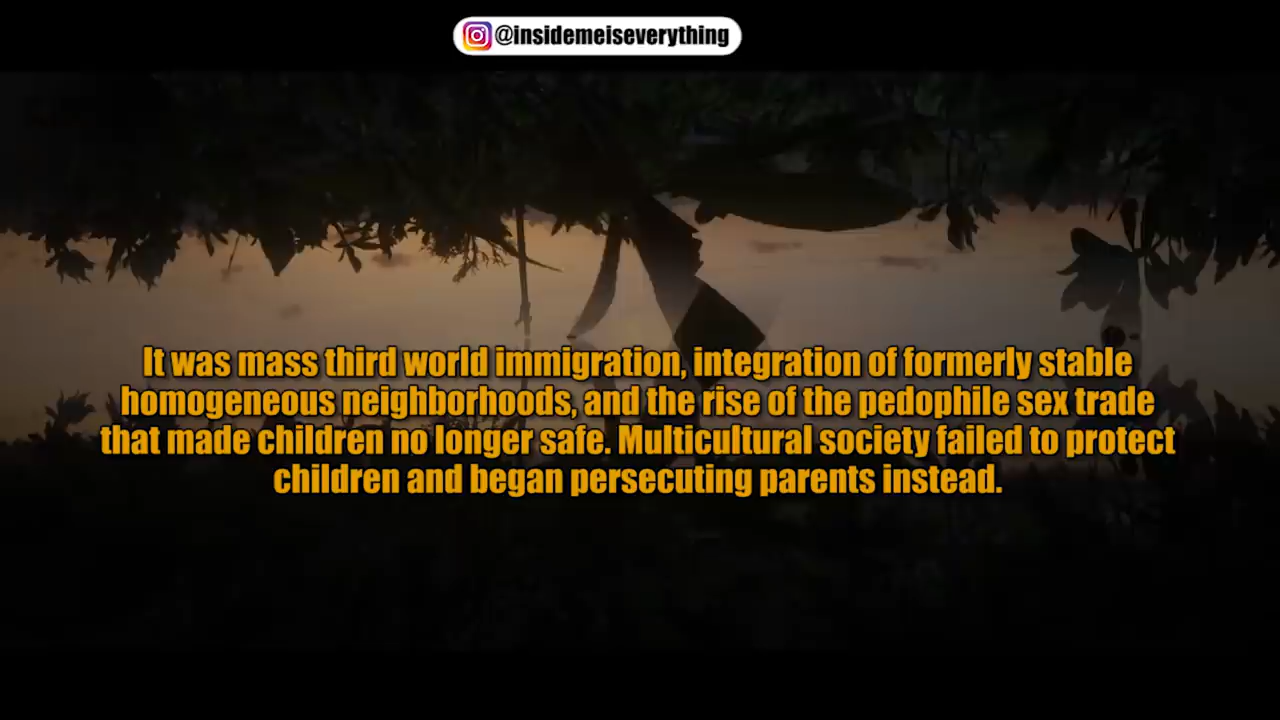 @insidemeiseverything
It was mass third world immigration, integration of formerly stable
homogeneous neighborhoods, and the rise of the pedophile sex trade
that made children no longer safe. Multicultural society failed to protect
children and began persecuting parents instead.